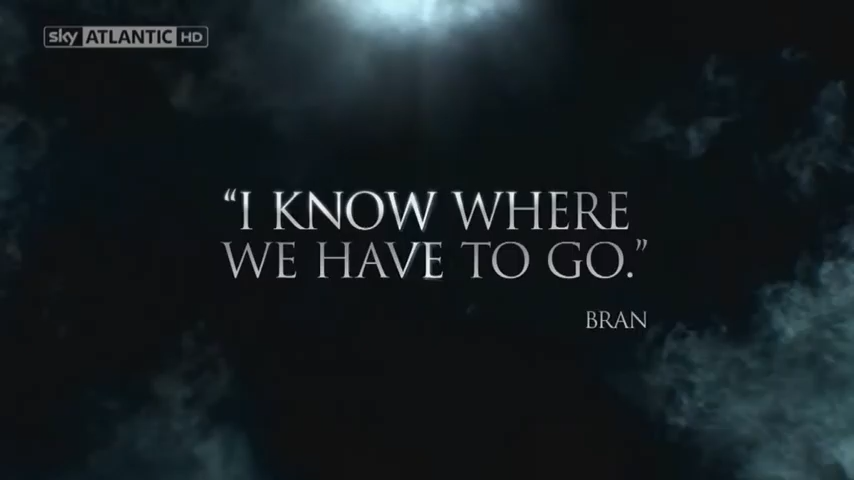 sky ATLANTIC HD
“I KNOW WHERE
WE HAVE TO GO.”
BRAN